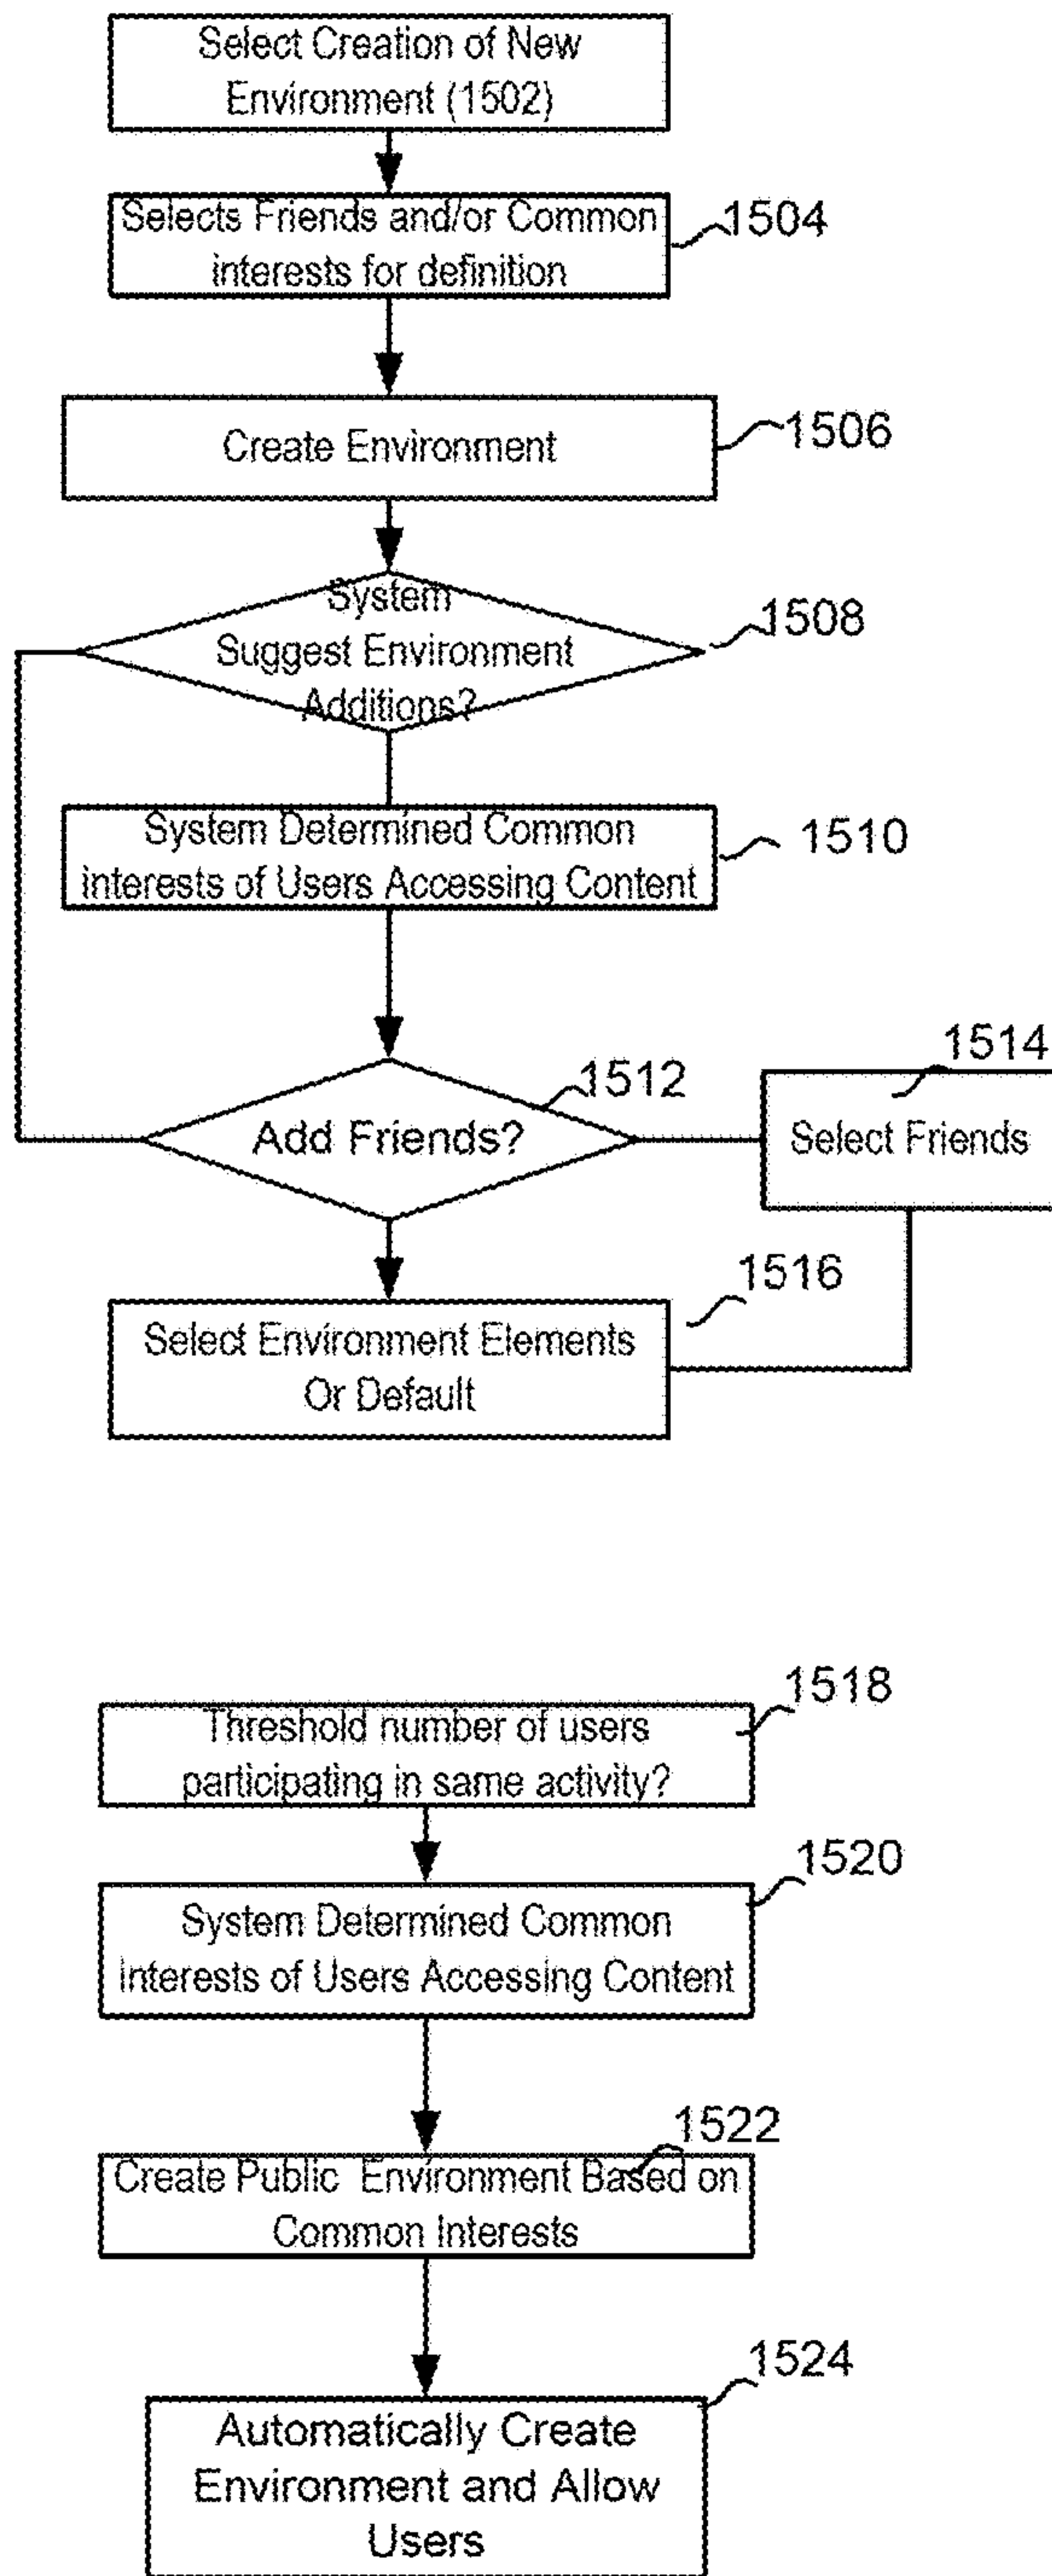 Select Creation of New
Environment (1502)
Selects Friends and/or Common
interests for definition
1504
Create Environment
1506
System
Suggest Environment
Additions?
1508
System Determined Common
interests of Users Accessing Content
1510
Add Friends?
1512
1514
Select Friends
1516
Select Environment Elements
Or Default
1518
Threshold number of users
participating in same activity?
1520
System Determined Common
interests of Users Accessing Content
1522
Create Public Environment Based on
Common Interests
1524
Automatically Create
Environment and Allow
Users